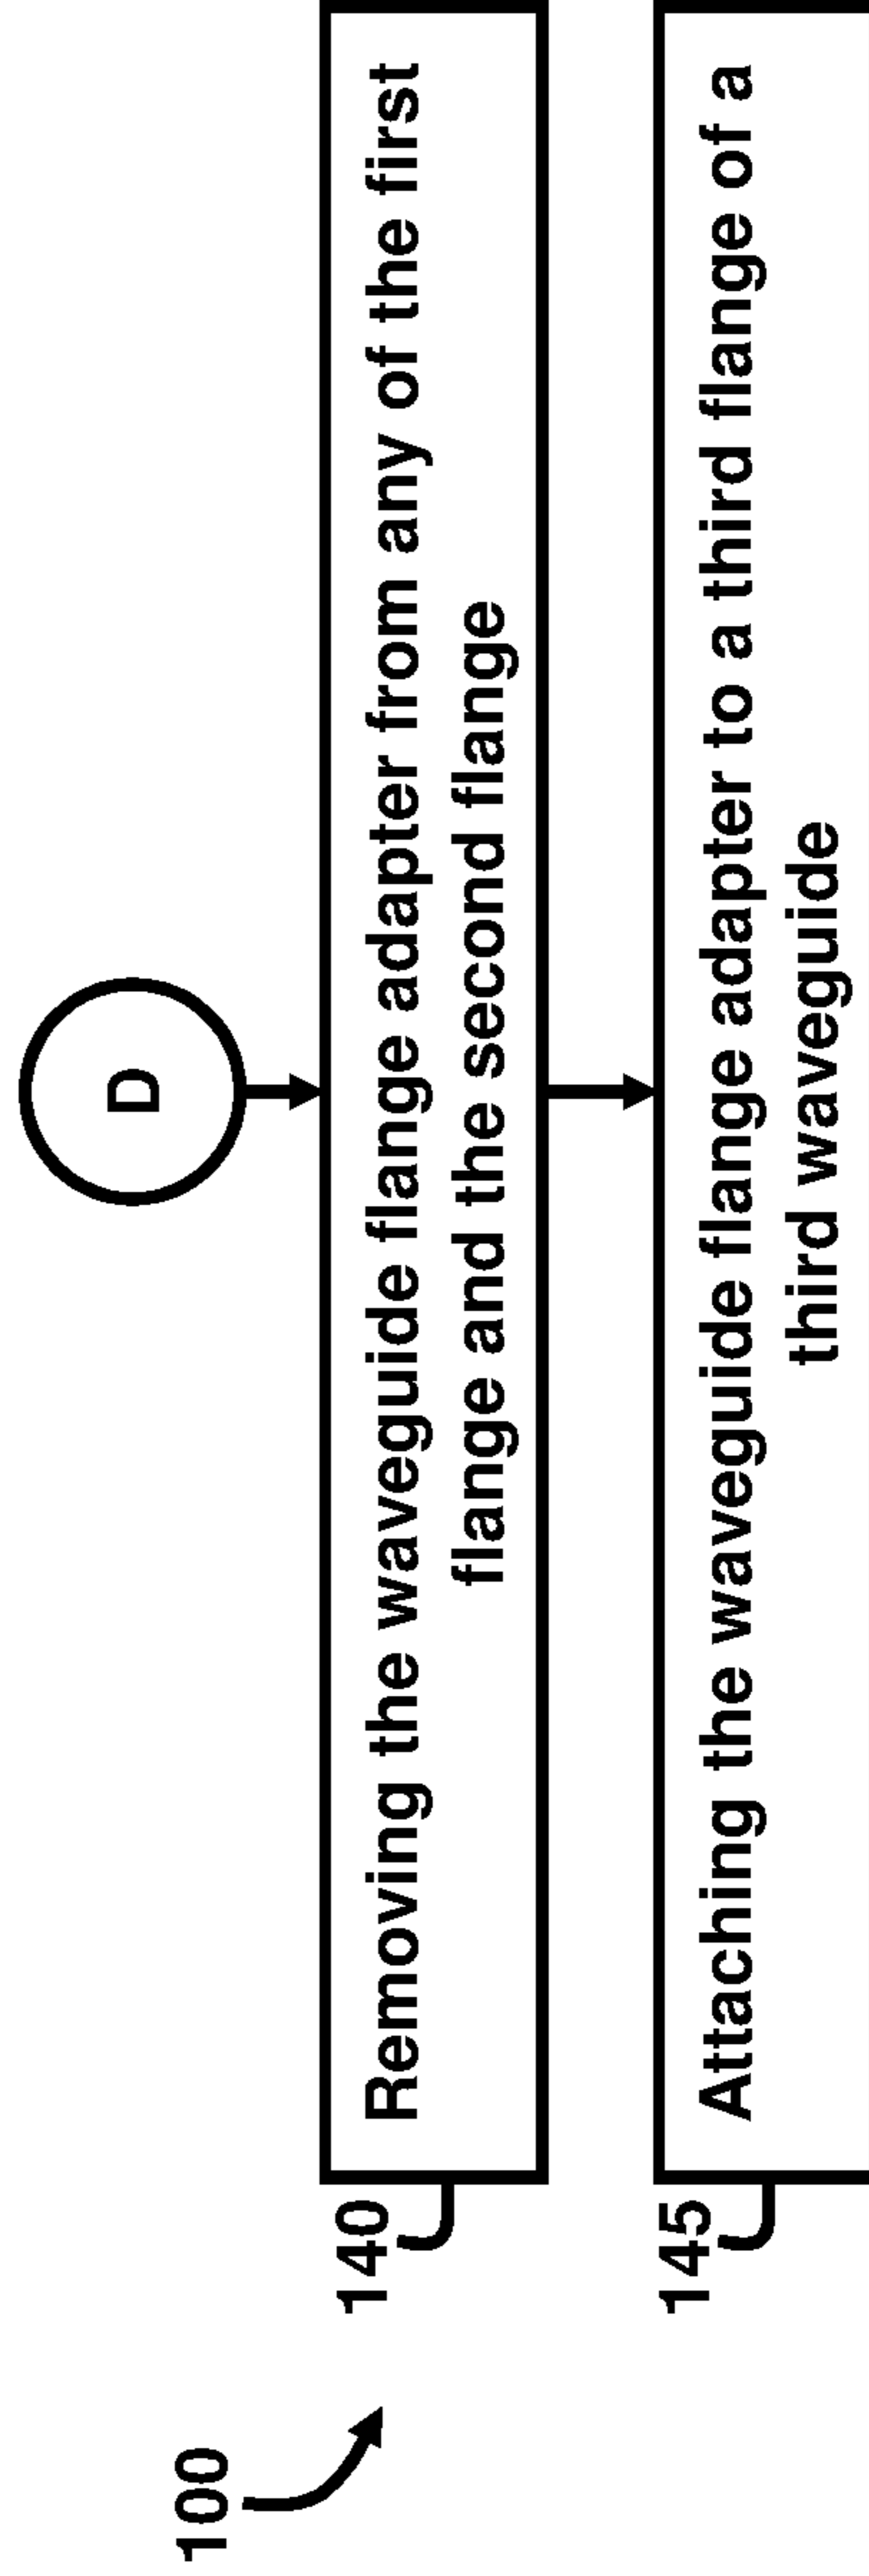 100
D
140
Removing the waveguide flange adapter from any of the first
flange and the second flange
145
Attaching the waveguide flange adapter to a third flange of a
third waveguide